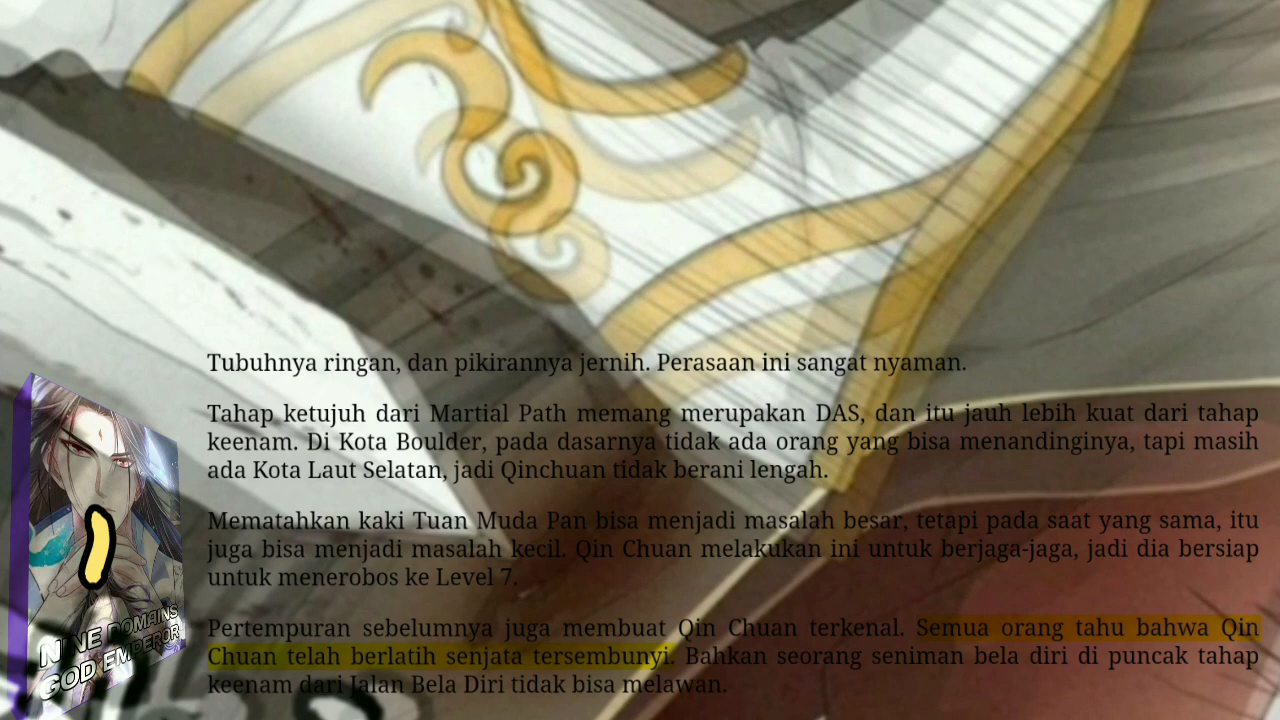 Tubuhnya ringan, dan pikirannya jernih. Perasaan ini sangat nyaman.
Tahap ketujuh dari Martial Path memang merupakan DAS, dan itu jauh lebih kuat dari tahap
keenam. Di Kota Boulder, pada dasarnya tidak ada orang yang bisa menandinginya, tapi masih
ada Kota Laut Selatan, jadi Qinchuan tidak berani lengah.
Mematahkan kaki Tuan Muda Pan bisa menjadi masalah besar, tetapi pada saat yang sama, itu
juga bisa menjadi masalah kecil. Qin Chuan melakukan ini untuk berjaga-jaga, jadi dia bersiap
untuk menerobos ke Level 7.
Pertempuran sebelumnya juga membuat Qin Chuan terkenal. Semua orang tahu bahwa Qin
Chuan telah berlatih senjata tersembunyi. Bahkan seorang seniman bela diri di puncak tahap
keenam dari Jalan Bela Diri tidak bisa melawan.
NINE DOMAINS
GOD EMPEROR